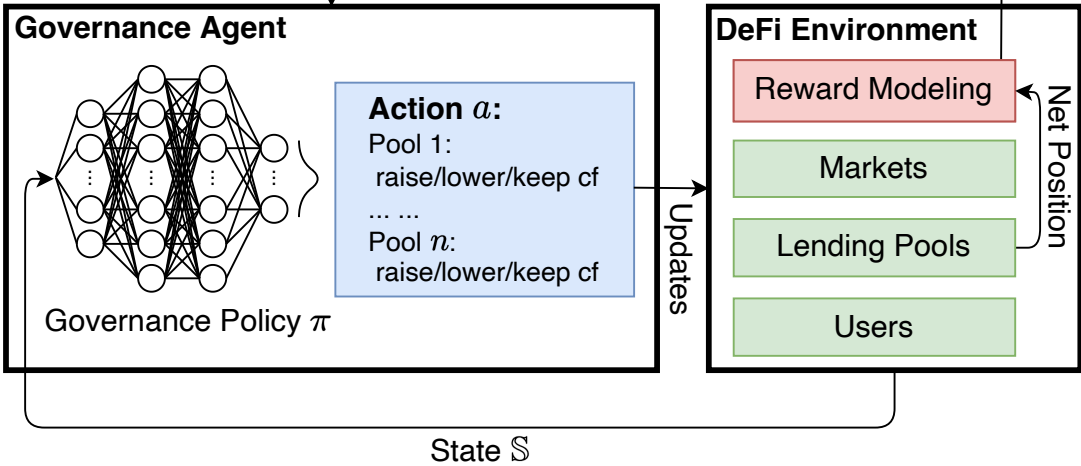 Governance Agent
Action a:
Pool 1:
raise/lower/keep cf
... ...
Pool n:
raise/lower/keep cf
Governance Policy π
Updates
DeFi Environment
Reward Modeling
Markets
Lending Pools
Users
Net Position
State 𝕊